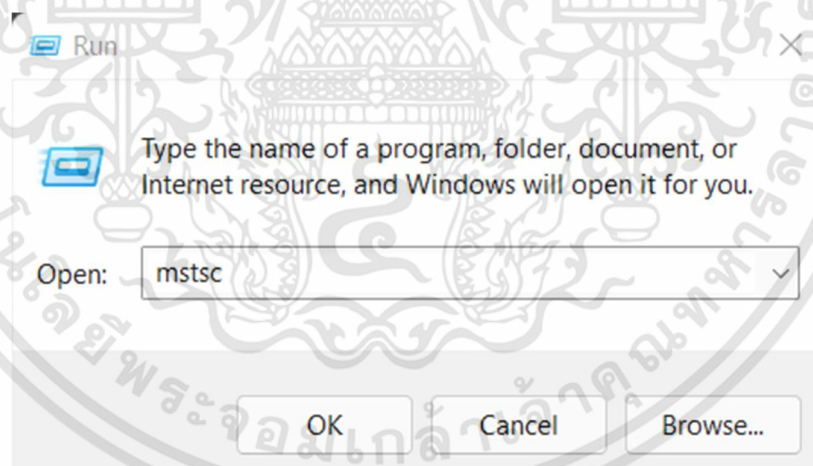 Run
Type the name of a program, folder, document, or
Internet resource, and Windows will open it for you.
Open: mstsc
OK Cancel Browse...